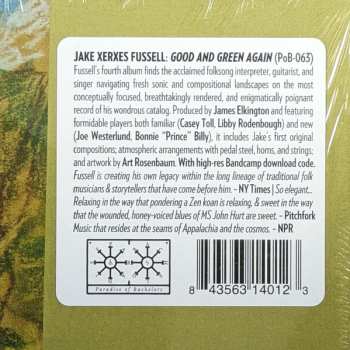 JAKE XERXES FUSSELL: GOOD AND GREEN AGAIN (PoB-063)
Fussell's fourth album finds the acclaimed folksong interpreter, guitarist, and
singer navigating fresh sonic and compositional landscapes on the most
conceptually focused, breathtakingly rendered, and enigmatically poignant
record of his wondrous catalog. Produced by James Elkington and featuring
formidable players both familiar (Casey Toll, Libby Rodenbough) and new
(Joe Westerlund, Bonnie "Prince" Billy), it includes Jake's first original
compositions; atmospheric arrangements with pedal steel, horns, and strings;
and artwork by Art Rosenbaum. With high-res Bandcamp download code.
Fussell is creating his own legacy within the long lineage of traditional folk
musicians & storytellers that have come before him. – NY Times | So elegant...
Relaxing in the way that pondering a Zen koan is relaxing, & sweet in the way
that the wounded, honey-voiced blues of MS John Hurt are sweet. – Pitchfork
Music that resides at the seams of Appalachia and the cosmos. – NPR
Paradise of Bachelors
8 43563 14012 3